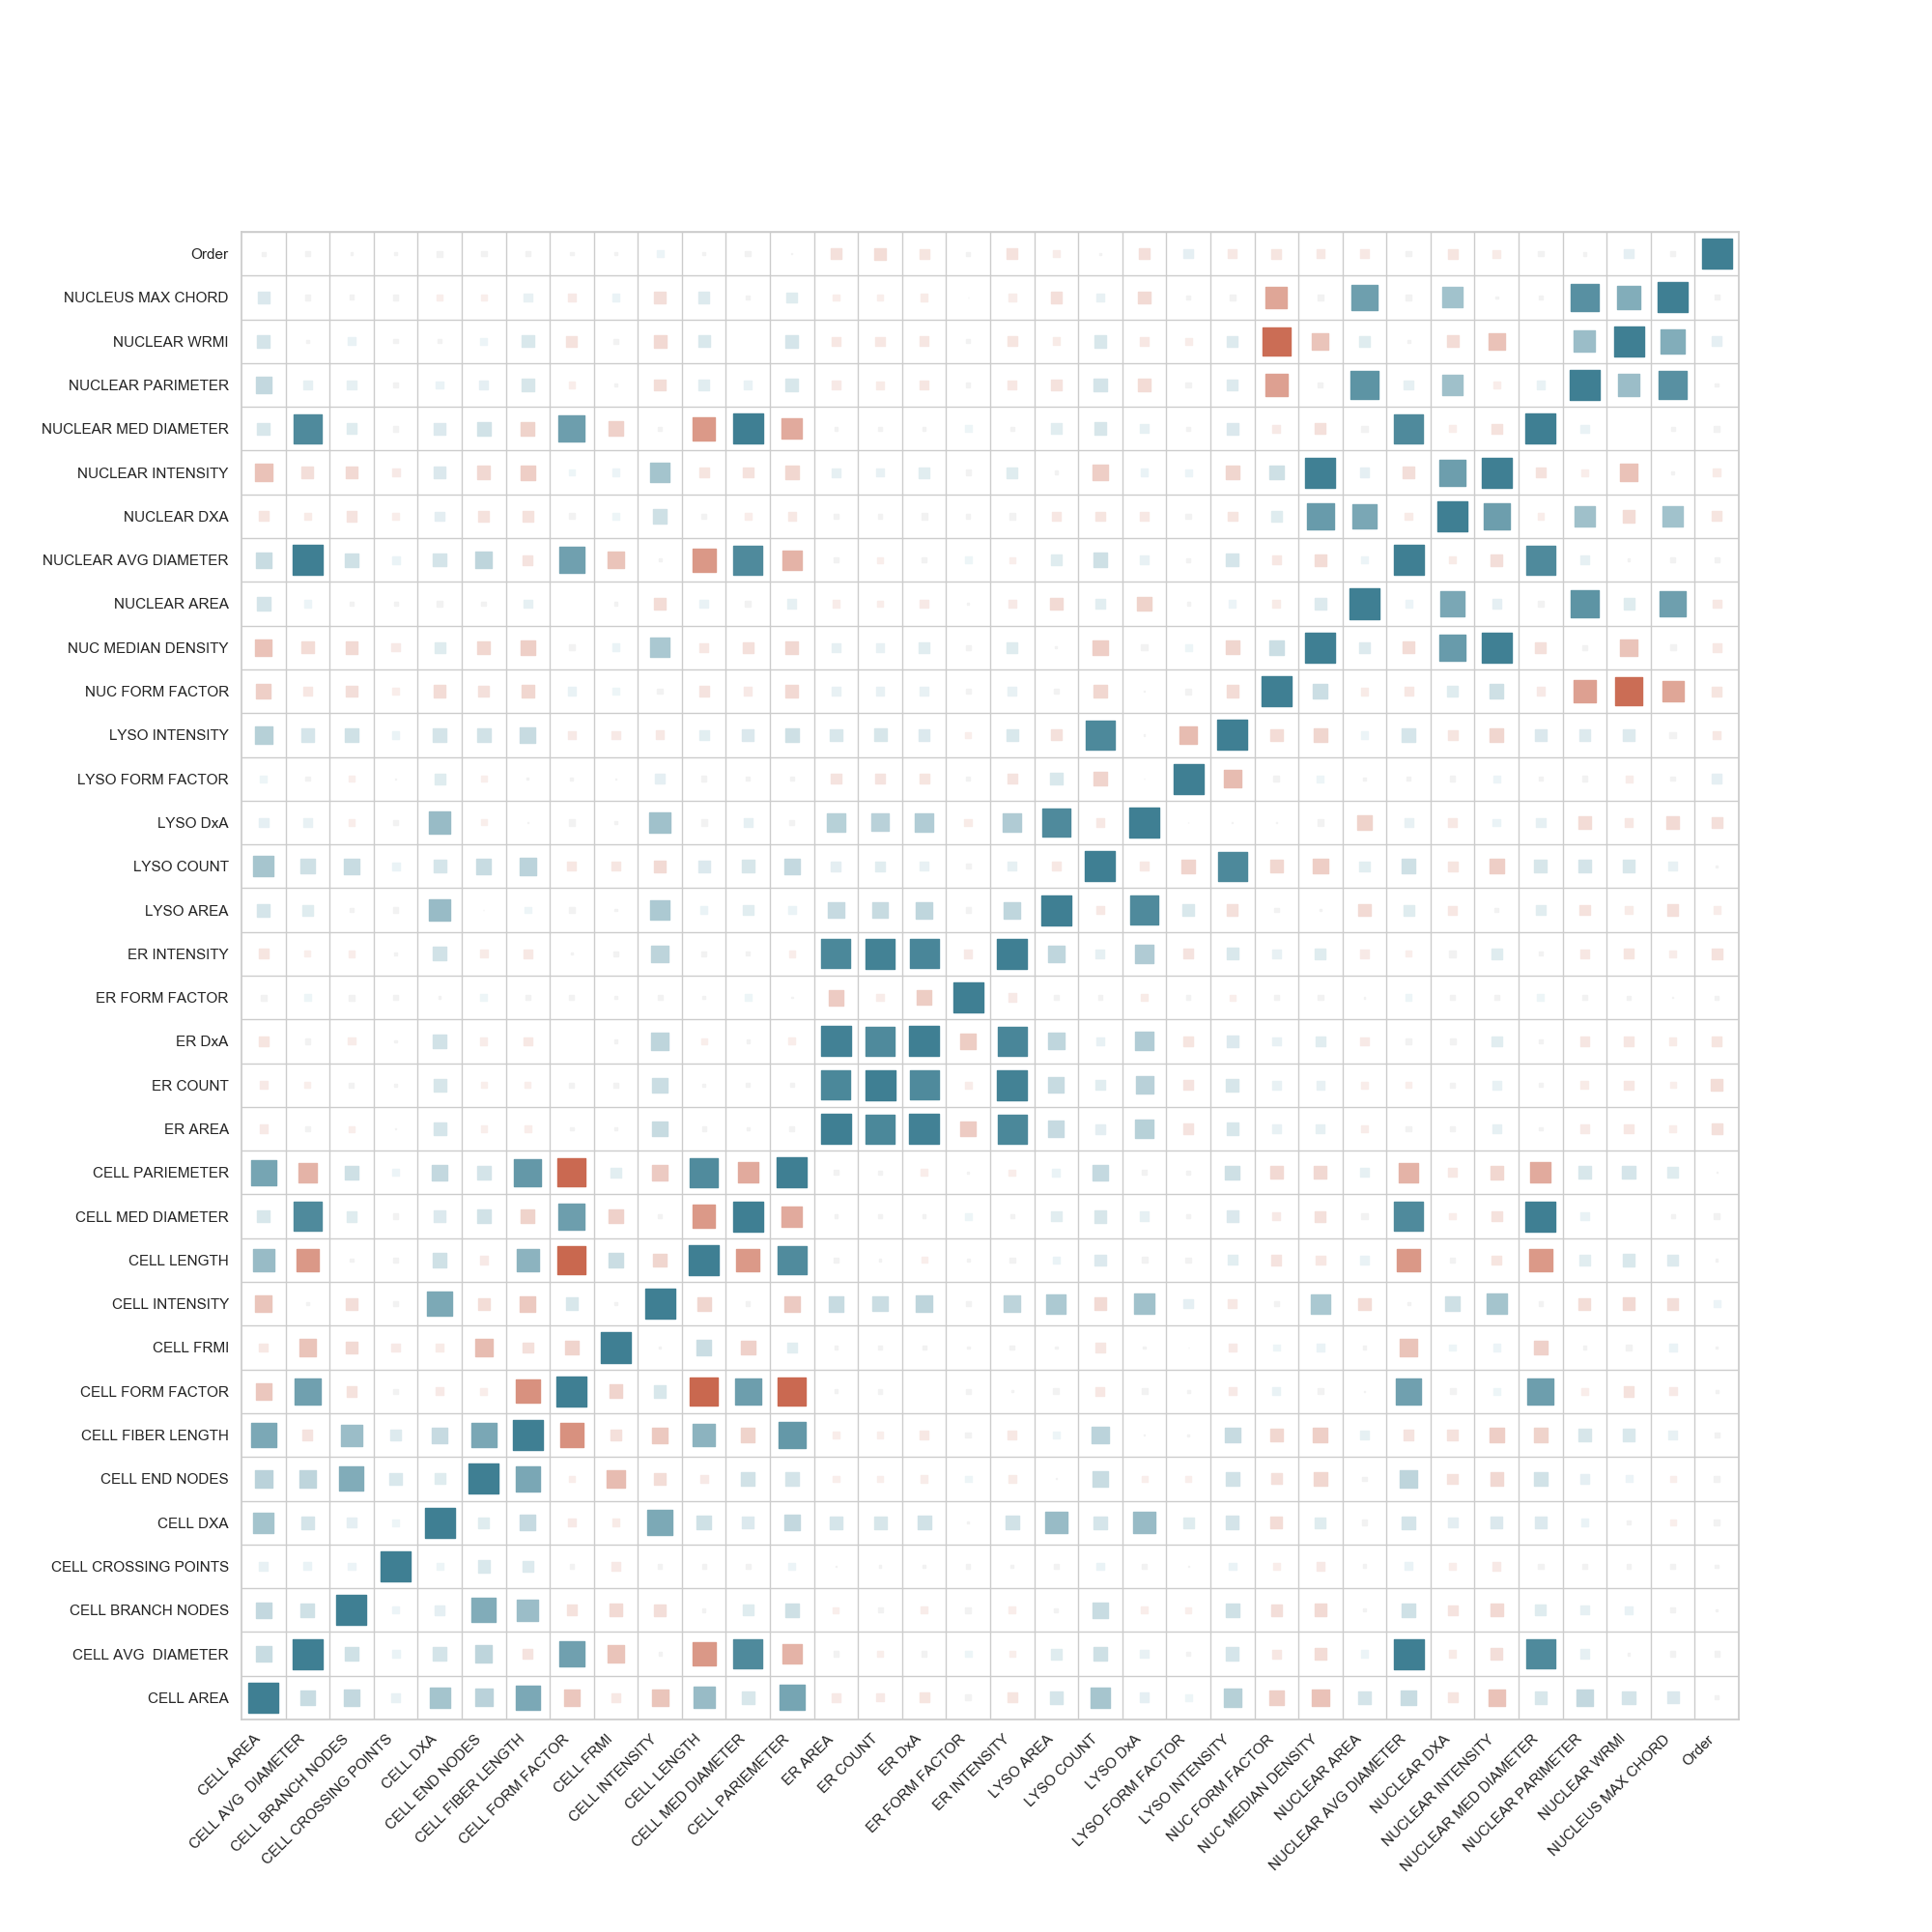 Order
NUCLEUS MAX CHORD
NUCLEAR WRMI
NUCLEAR PARIMETER
NUCLEAR MED DIAMETER
NUCLEAR INTENSITY
NUCLEAR DXA
NUCLEAR AVG DIAMETER
NUCLEAR AREA
NUC MEDIAN DENSITY
NUC FORM FACTOR
LYSO INTENSITY
LYSO FORM FACTOR
LYSO DxA
LYSO COUNT
LYSO AREA
ER INTENSITY
ER FORM FACTOR
ER DxA
ER COUNT
ER AREA
CELL PARIEMETER
CELL MED DIAMETER
CELL LENGTH
CELL INTENSITY
CELL FRMI
CELL FORM FACTOR
CELL FIBER LENGTH
CELL END NODES
CELL DXA
CELL CROSSING POINTS
CELL BRANCH NODES
CELL AVG  DIAMETER
CELL AREA
CELL AREA
CELL AVG  DIAMETER
CELL BRANCH NODES
CELL CROSSING POINTS
CELL DXA
CELL END NODES
CELL FIBER LENGTH
CELL FORM FACTOR
CELL FRMI
CELL INTENSITY
CELL LENGTH
CELL MED DIAMETER
CELL PARIEMETER
ER AREA
ER COUNT
ER DxA
ER FORM FACTOR
ER INTENSITY
LYSO AREA
LYSO COUNT
LYSO DxA
LYSO FORM FACTOR
LYSO INTENSITY
NUC FORM FACTOR
NUC MEDIAN DENSITY
NUCLEAR AREA
NUCLEAR AVG DIAMETER
NUCLEAR DXA
NUCLEAR INTENSITY
NUCLEAR MED DIAMETER
NUCLEAR PARIMETER
NUCLEAR WRMI
NUCLEUS MAX CHORD
Order